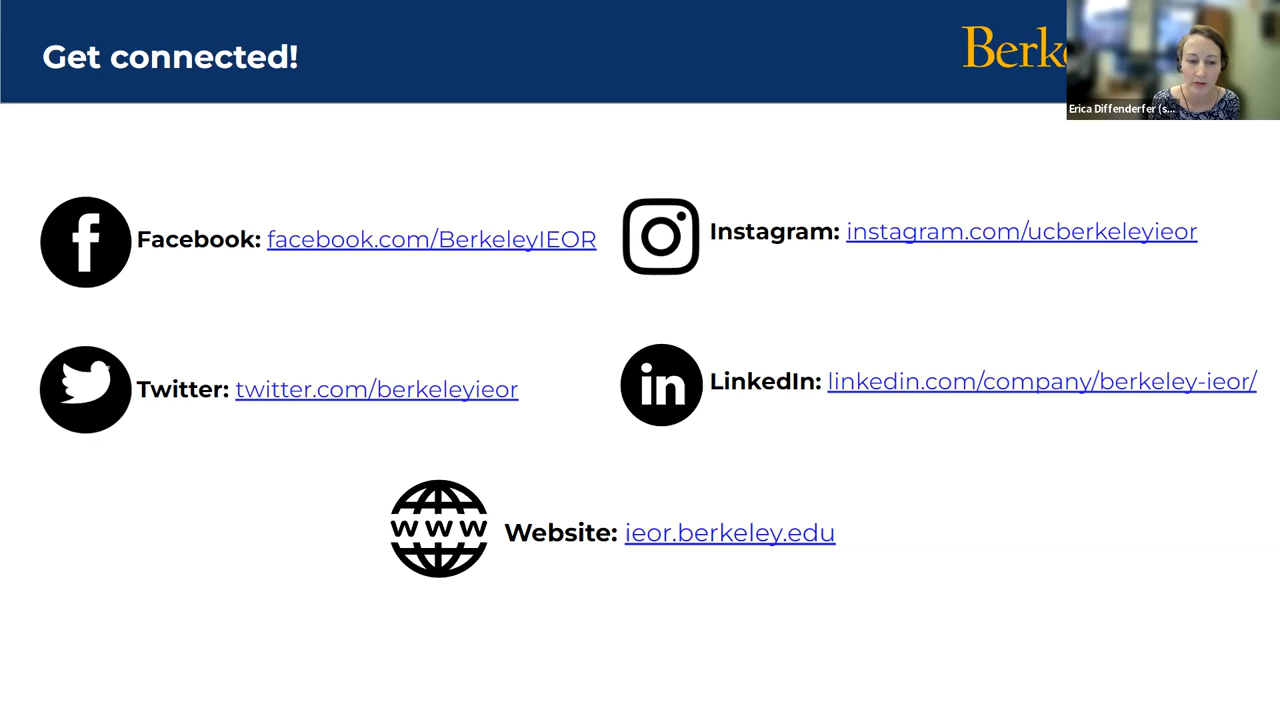 Get connected!
Berke
Erica Diffenderfer (s...
Facebook: facebook.com/BerkeleyIEOR
Instagram: instagram.com/ucberkeleyieor
Twitter: twitter.com/berkeleyieor
in LinkedIn: linkedin.com/company/berkeley-ieor/
WWW Website: ieor.berkeley.edu